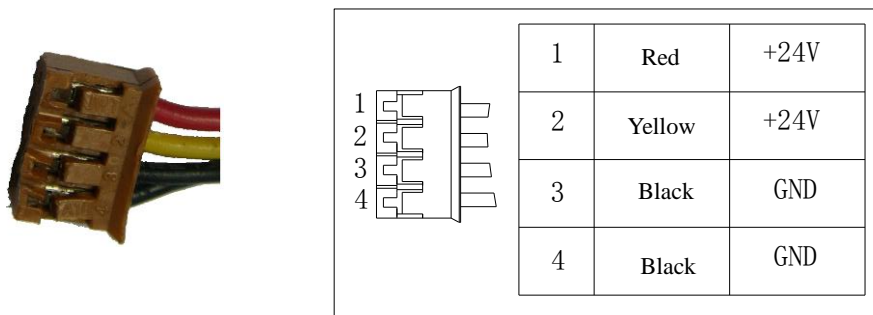 1 Red +24V
2 Yellow +24V
3 Black GND
4 Black GND
1
2
3
4